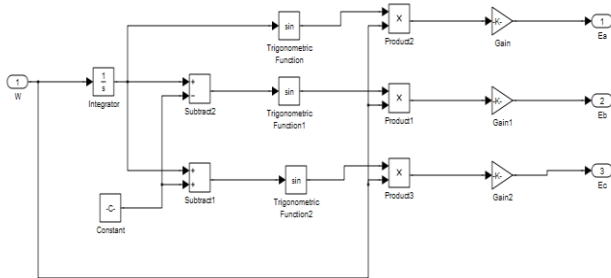 sin
Trigonometric
Function
X
Product2
-K-
Gain
1
Ea
1
W
1
s
Integrator
+
−
Subtract2
sin
Trigonometric
Function1
X
Product1
-K-
Gain1
2
Eb
+
+
Subtract1
sin
Trigonometric
Function2
X
Product3
-K-
Gain2
3
Ec
-C-
Constant